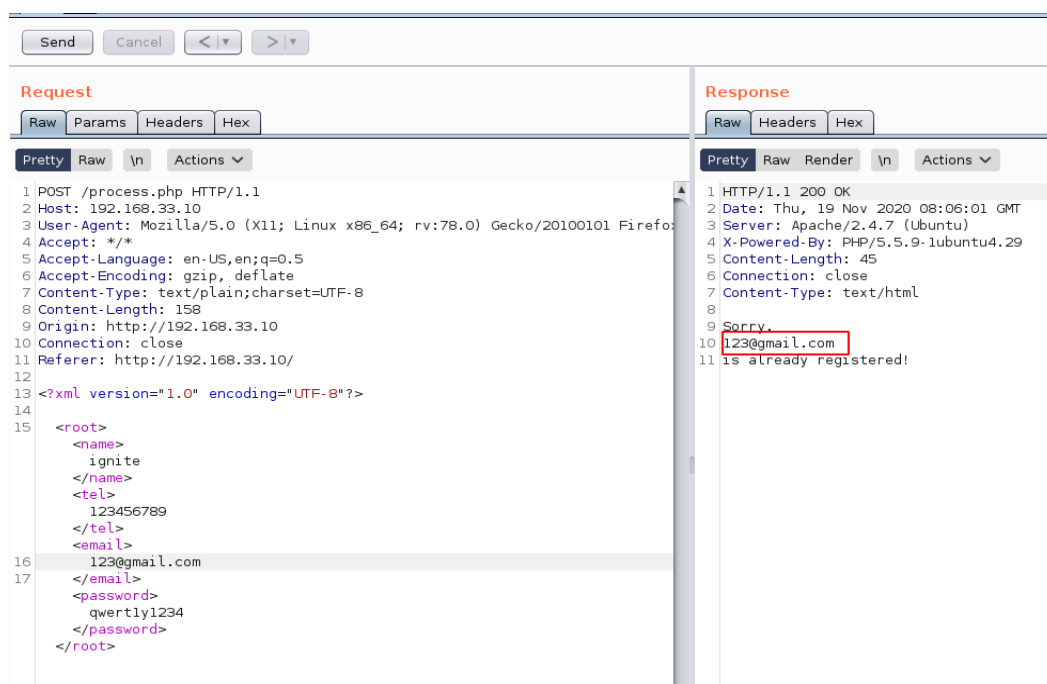 Send Cancel < | ▼ > | ▼
Request
Raw Params Headers Hex
Pretty Raw \n Actions
1 POST /process.php HTTP/1.1
2 Host: 192.168.33.10
3 User-Agent: Mozilla/5.0 (X11; Linux x86_64; rv:78.0) Gecko/20100101 Firefo
4 Accept: */*
5 Accept-Language: en-US,en;q=0.5
6 Accept-Encoding: gzip, deflate
7 Content-Type: text/plain;charset=UTF-8
8 Content-Length: 158
9 Origin: http://192.168.33.10
10 Connection: close
11 Referer: http://192.168.33.10/
12
13 <?xml version="1.0" encoding="UTF-8"?>
14
15 <root>
<name>
ignite
</name>
<tel>
123456789
</tel>
<email>
16 123@gmail.com
17 </email>
<password>
qwert1y1234
</password>
</root>
Response
Raw Headers Hex
Pretty Raw Render \n Actions
1 HTTP/1.1 200 OK
2 Date: Thu, 19 Nov 2020 08:06:01 GMT
3 Server: Apache/2.4.7 (Ubuntu)
4 X-Powered-By: PHP/5.5.9-1ubuntu4.29
5 Content-Length: 45
6 Connection: close
7 Content-Type: text/html
8
9 Sorry,
10 123@gmail.com
11 is already registered!